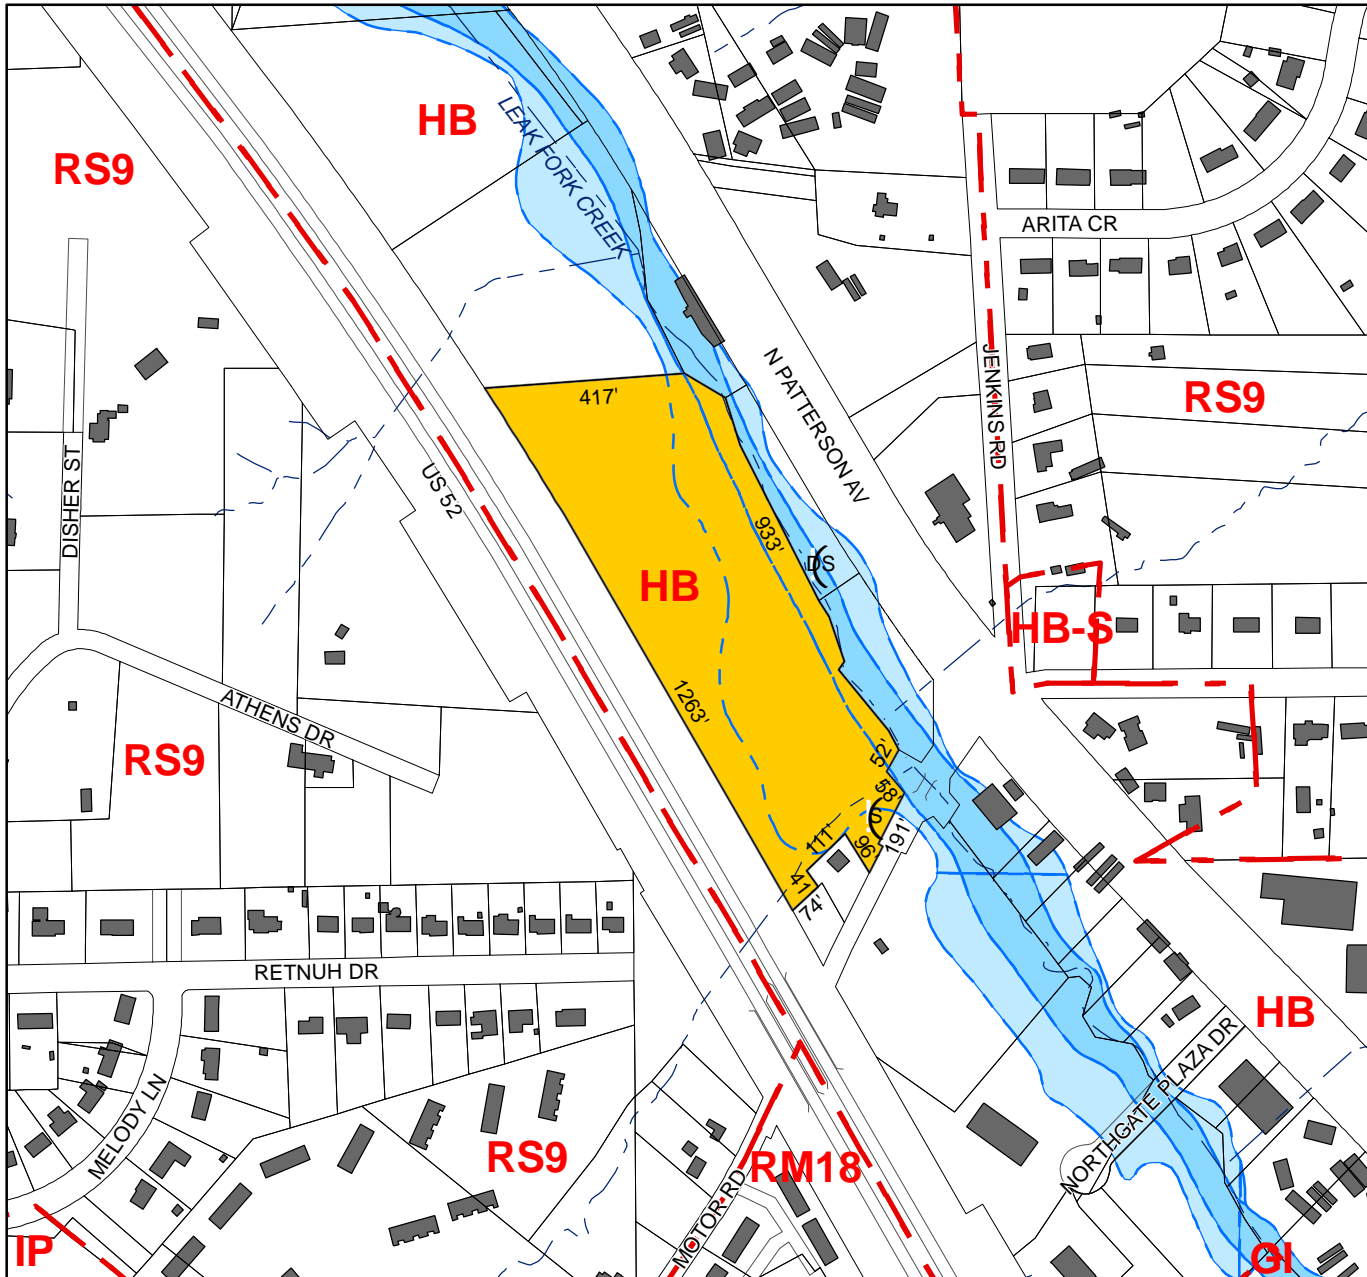 HB
RS9
LEAK FORK CREEK
ARITA CR
N PATTERSON AV
JENKINS RD
RS9
417'
US 52
DISHER ST
933'
DS
HB
HB-S
1263'
ATHENS DR
RS9
52'
58'
191'
111'
96'
41'
74'
RETNUH DR
HB
MELODY LN
NORTHGATE PLAZA DR
RS9
RM18
MOTOR RD
IP
GI